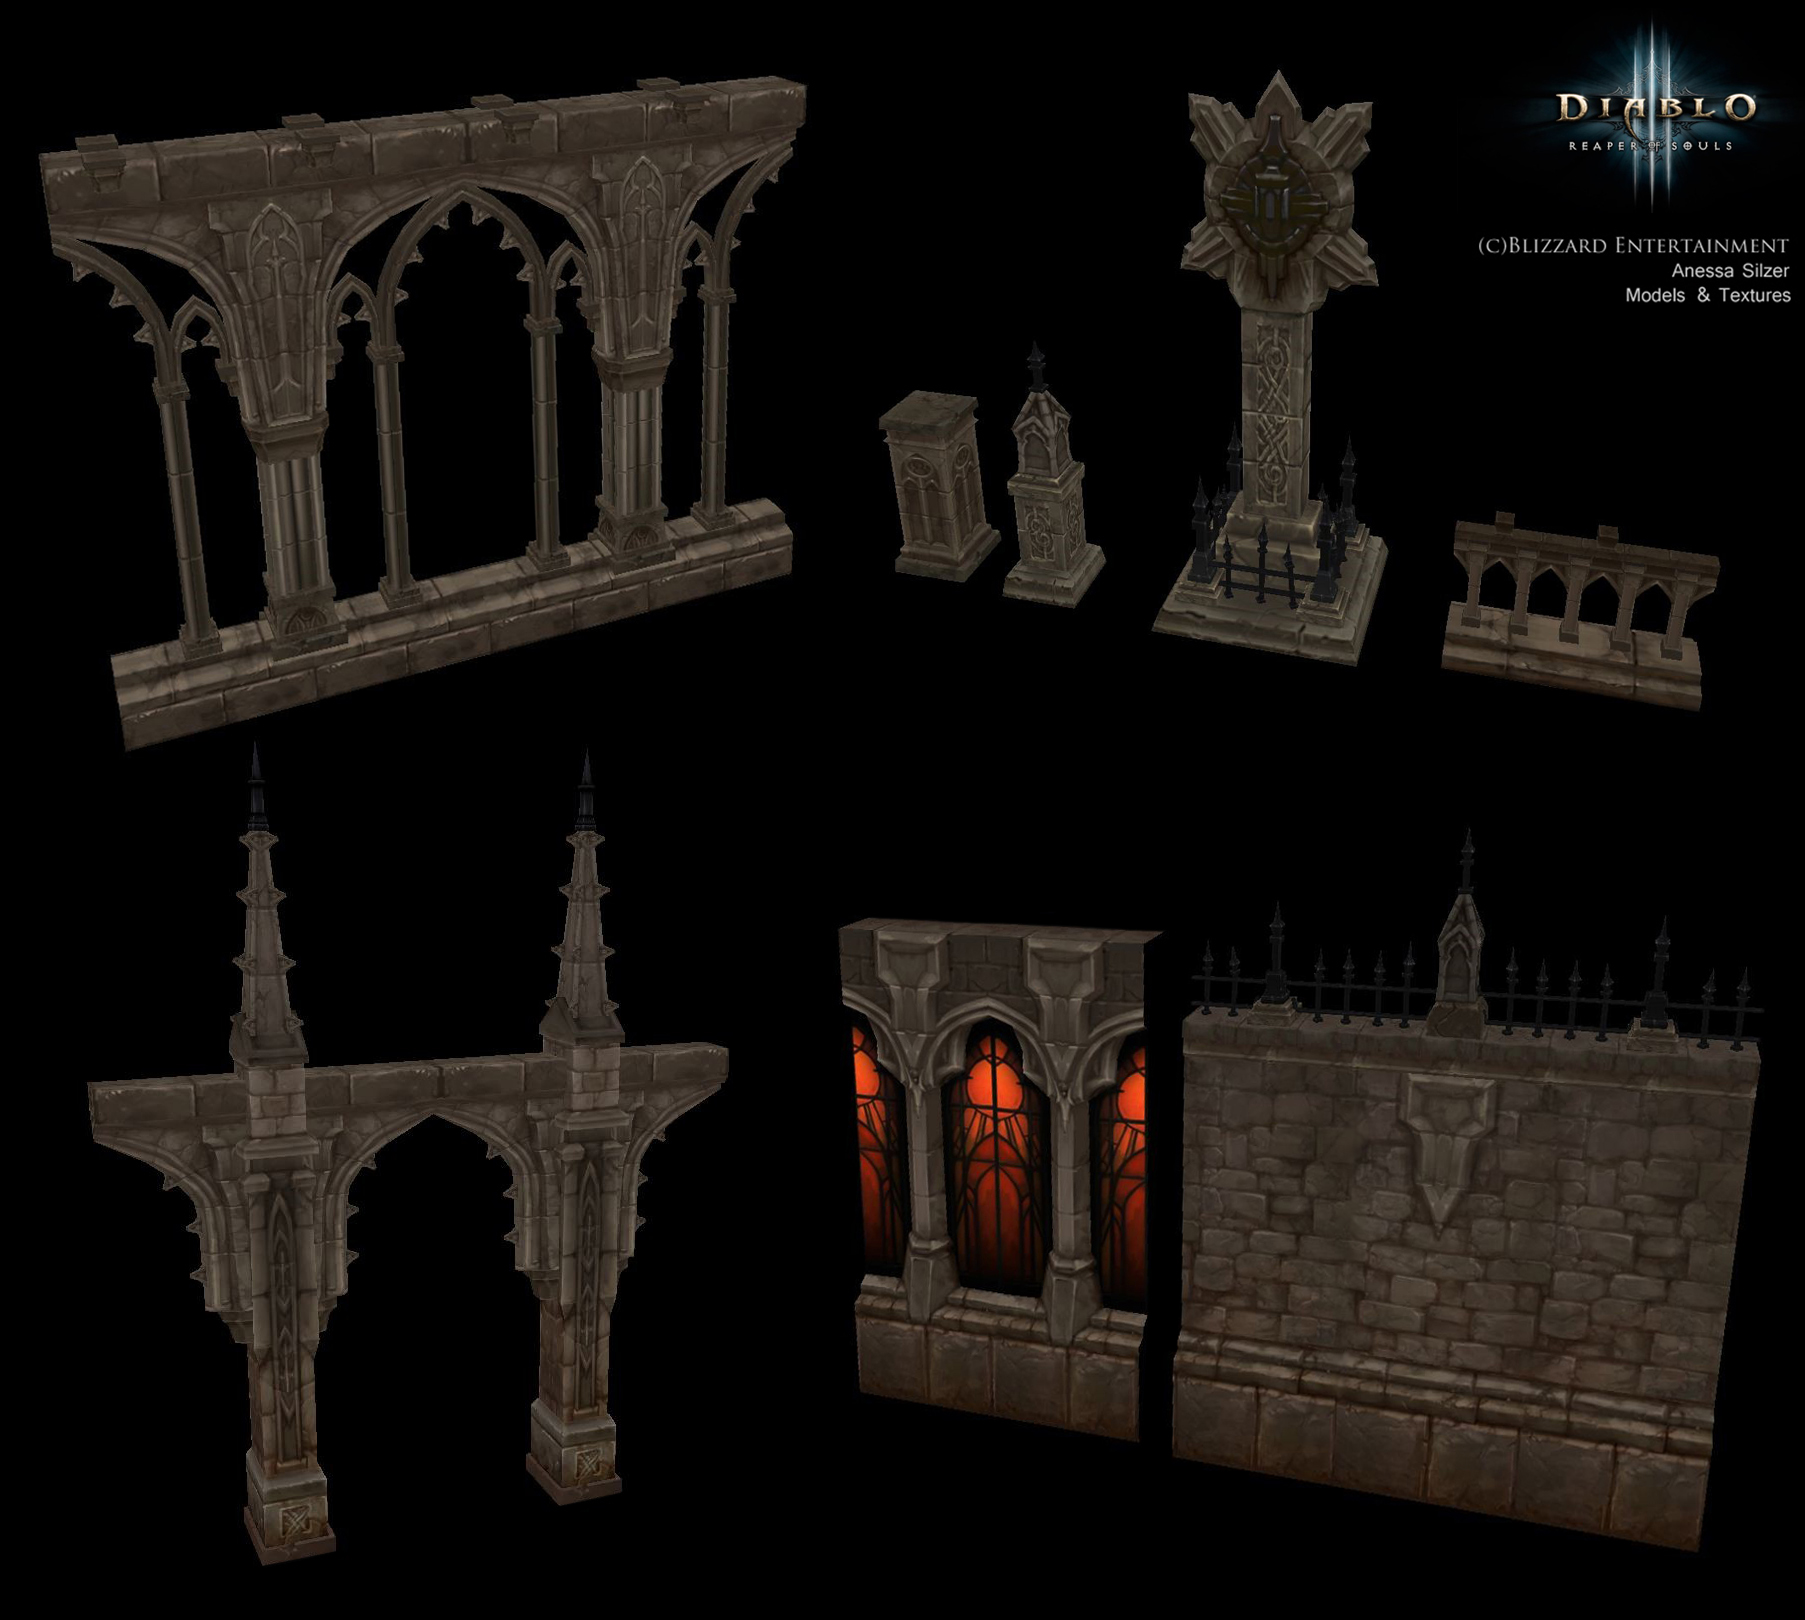 DIABLO
REAPER OF SOULS
(C)BLIZZARD ENTERTAINMENT
Anessa Silzer
Models & Textures